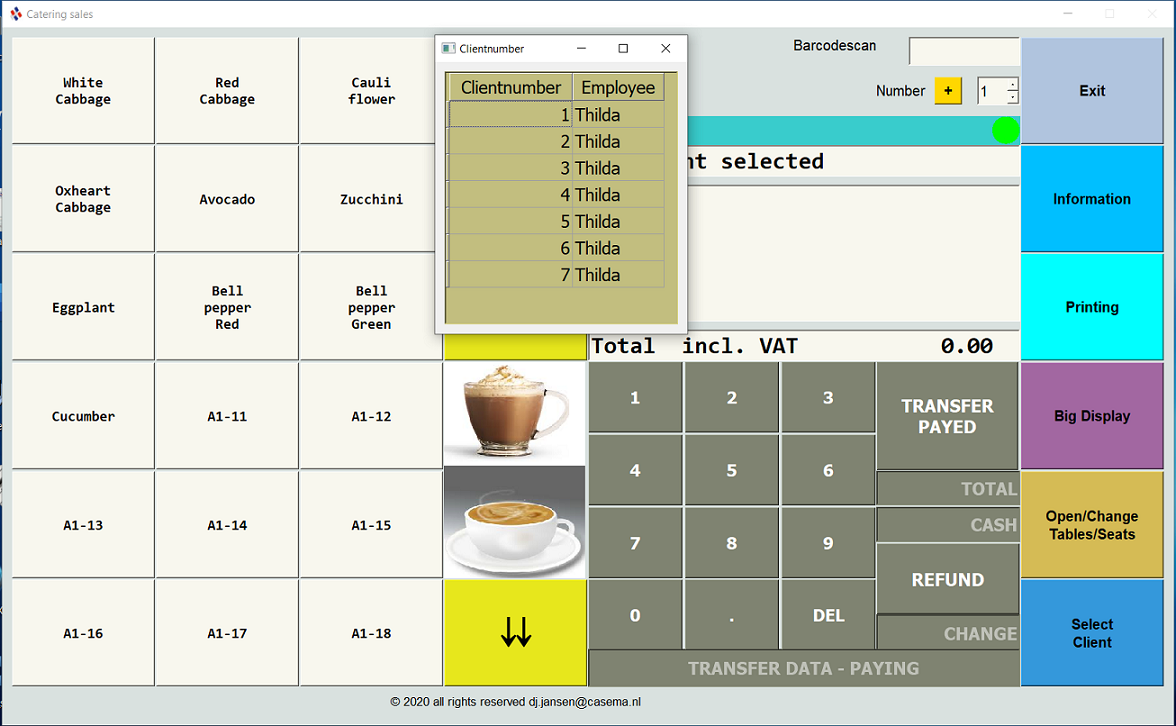 Catering sales
White
Cabbage
Red
Cabbage
Cauli
flower
Oxheart
Cabbage
Avocado
Zucchini
Eggplant
Bell
pepper
Red
Bell
pepper
Green
Cucumber
A1-11
A1-12
A1-13
A1-14
A1-15
A1-16
A1-17
A1-18
Clientnumber
Clientnumber Employee
1 Thilda
2 Thilda
3 Thilda
4 Thilda
5 Thilda
6 Thilda
7 Thilda
Barcodescan
Number + 1
nt selected
Total incl. VAT 0.00
1 2 3
4 5 6
7 8 9
0 . DEL
TRANSFER
PAYED
TOTAL
CASH
REFUND
CHANGE
TRANSFER DATA - PAYING
Exit
Information
Printing
Big Display
Open/Change
Tables/Seats
Select
Client
© 2020 all rights reserved dj.jansen@casema.nl